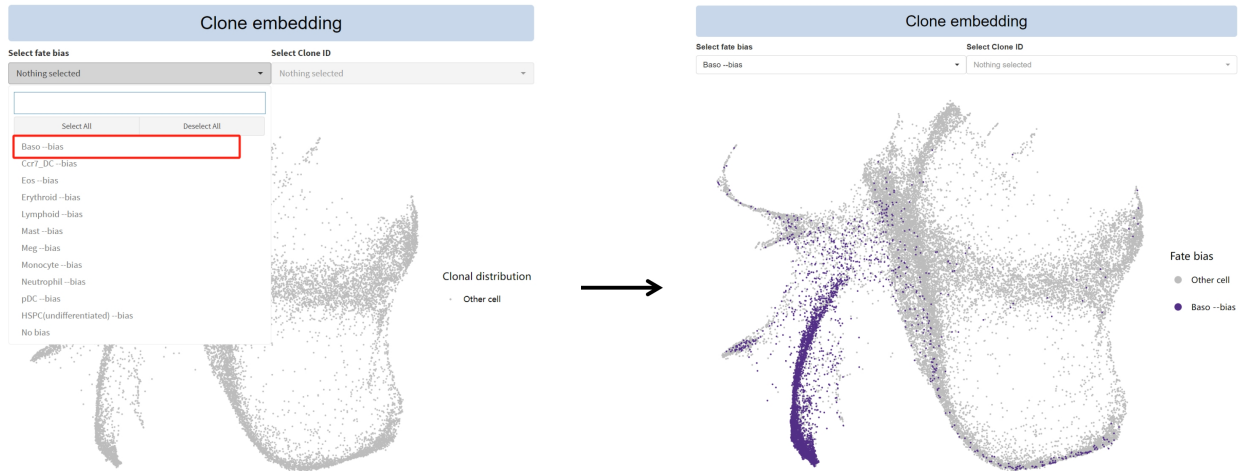 Clone embedding
Select fate bias
Select Clone ID
Nothing selected
Nothing selected
Select All
Deselect All
Baso --bias
Ccr7_DC --bias
Eos --bias
Erythroid --bias
Lymphoid --bias
Mast --bias
Meg --bias
Monocyte --bias
Neutrophil --bias
pDC --bias
HSPC(undifferentiated) --bias
No bias
Clonal distribution
Other cell
Clone embedding
Select fate bias
Select Clone ID
Baso --bias
Nothing selected
Fate bias
Other cell
Baso --bias